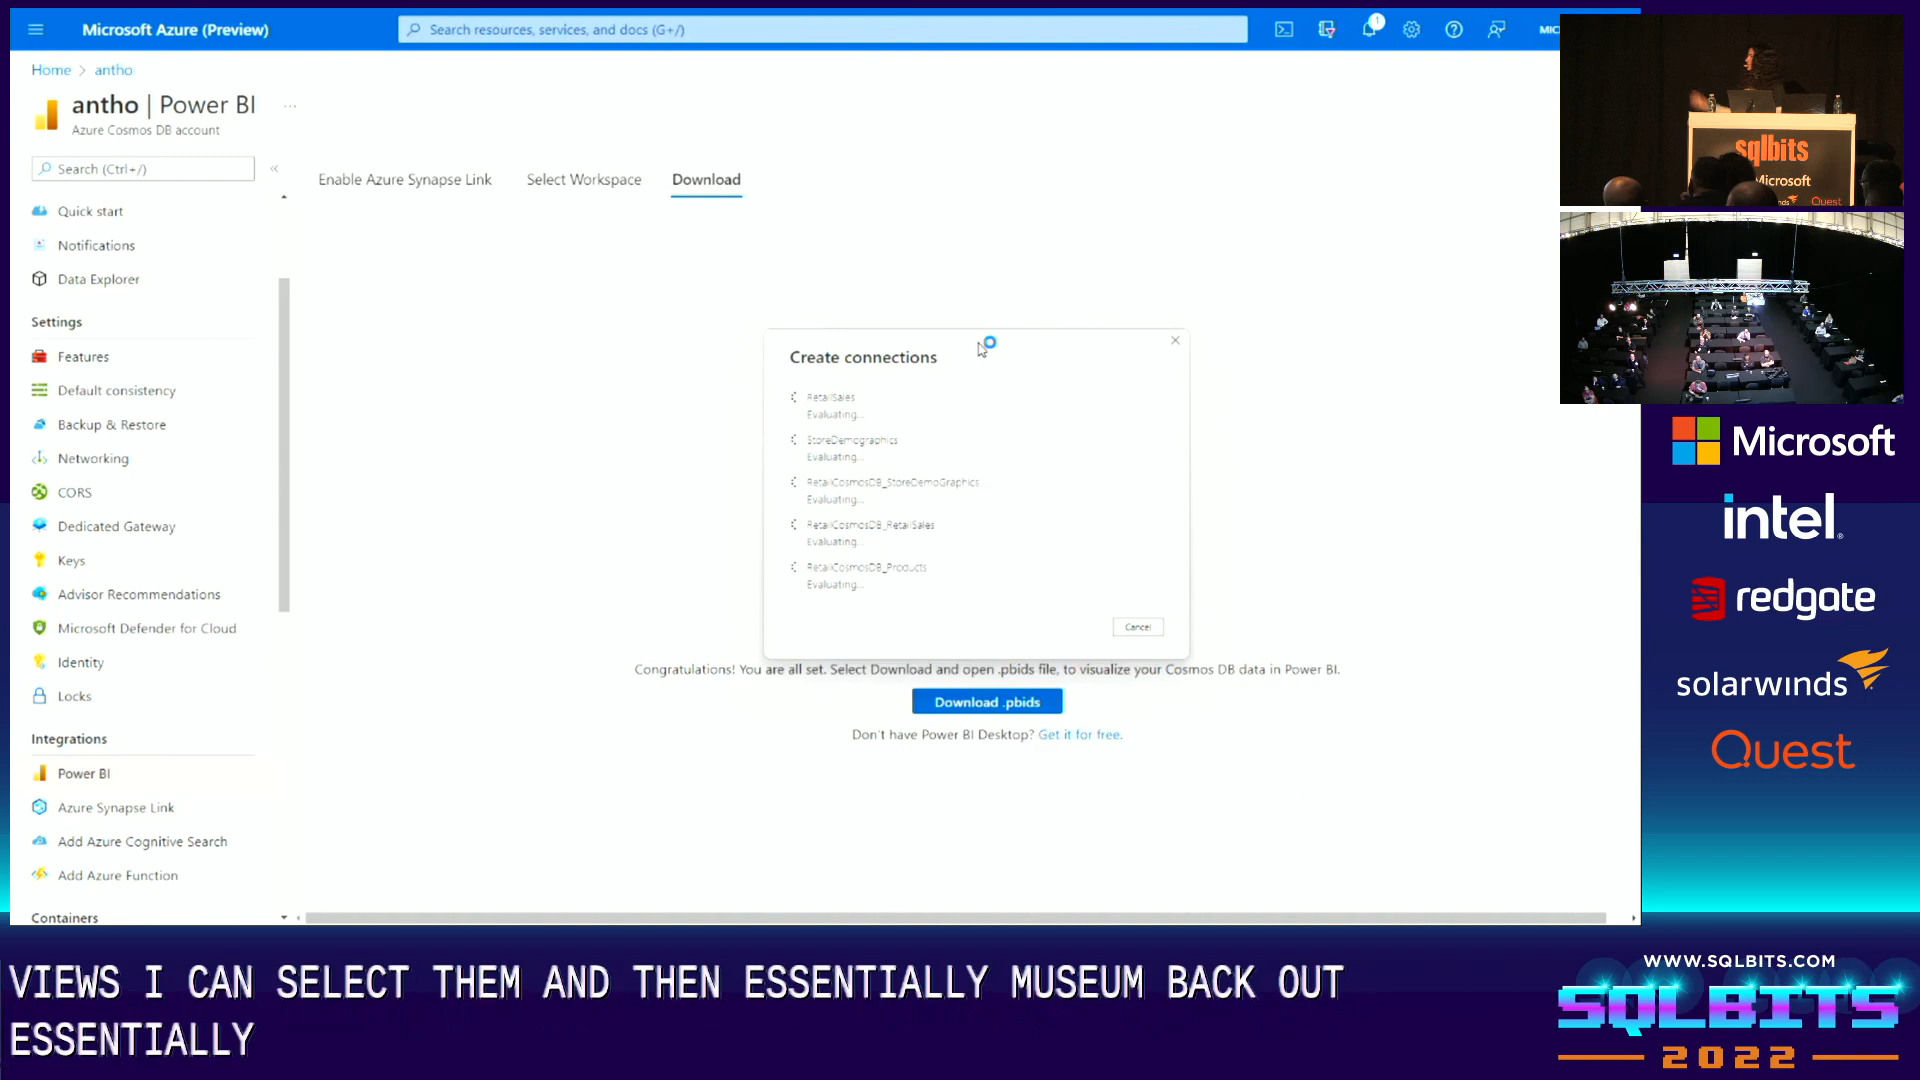 Microsoft Azure (Preview)
Search resources, services, and docs (G+/)
1
MIC
Home > antho
antho | Power BI
...
Azure Cosmos DB account
Search (Ctrl+/)
«
Enable Azure Synapse Link
Select Workspace
Download
Quick start
Notifications
Data Explorer
Settings
Features
Default consistency
Backup & Restore
Networking
CORS
Dedicated Gateway
Keys
Advisor Recommendations
Microsoft Defender for Cloud
Identity
Locks
Integrations
Power BI
Azure Synapse Link
Add Azure Cognitive Search
Add Azure Function
Containers
Create connections
RetailSales
Evaluating...
StoreDemographics
Evaluating...
RetailCosmosDB_StoreDemoGraphics
Evaluating...
RetailCosmosDB_RetailSales
Evaluating...
RetailCosmosDB_Products
Evaluating...
Cancel
Congratulations! You are all set. Select Download and open .pbids file, to visualize your Cosmos DB data in Power BI.
Download .pbids
Don't have Power BI Desktop? Get it for free.
sqlbits
Microsoft
Quest
Microsoft
intel.
redgate
solarwinds
Quest
VIEWS I CAN SELECT THEM AND THEN ESSENTIALLY MUSEUM BACK OUT
ESSENTIALLY
WWW.SQLBITS.COM
SQLBITS
2022